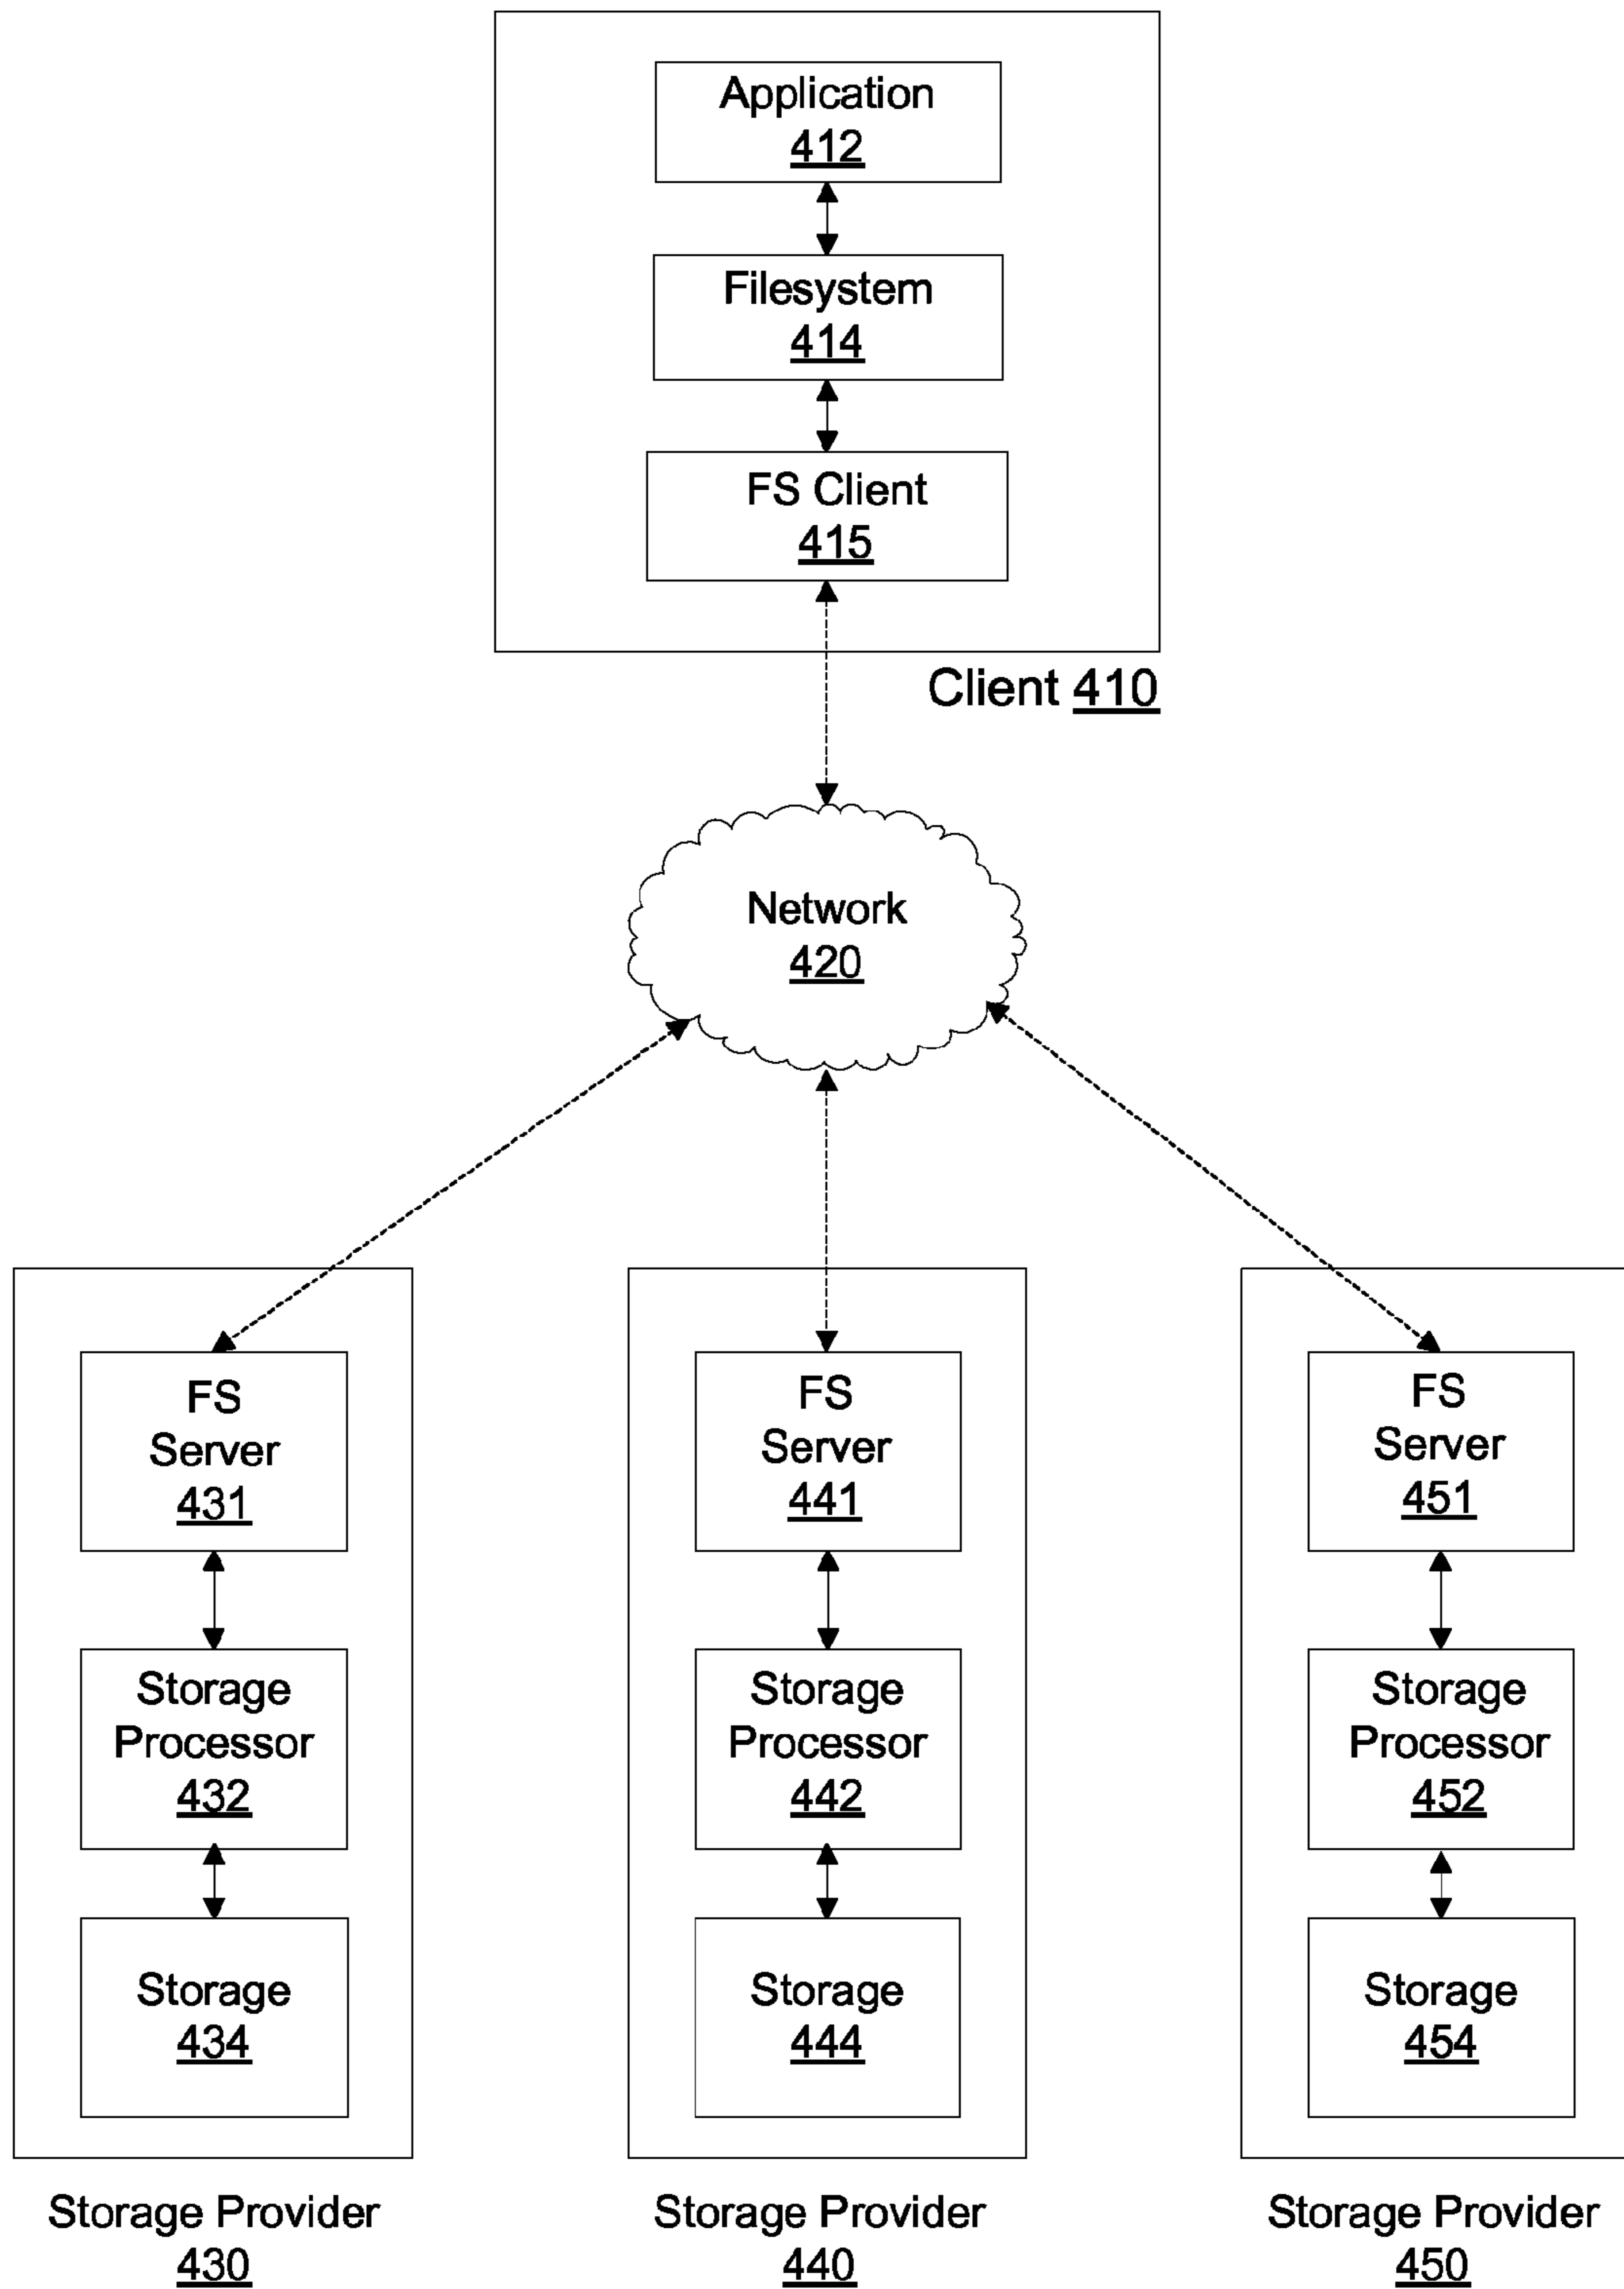 Application
412
Filesystem
414
FS Client
415
Client 410
Network
420
FS
Server
431
Storage
Processor
432
Storage
434
Storage Provider
430
FS
Server
441
Storage
Processor
442
Storage
444
Storage Provider
440
FS
Server
451
Storage
Processor
452
Storage
454
Storage Provider
450